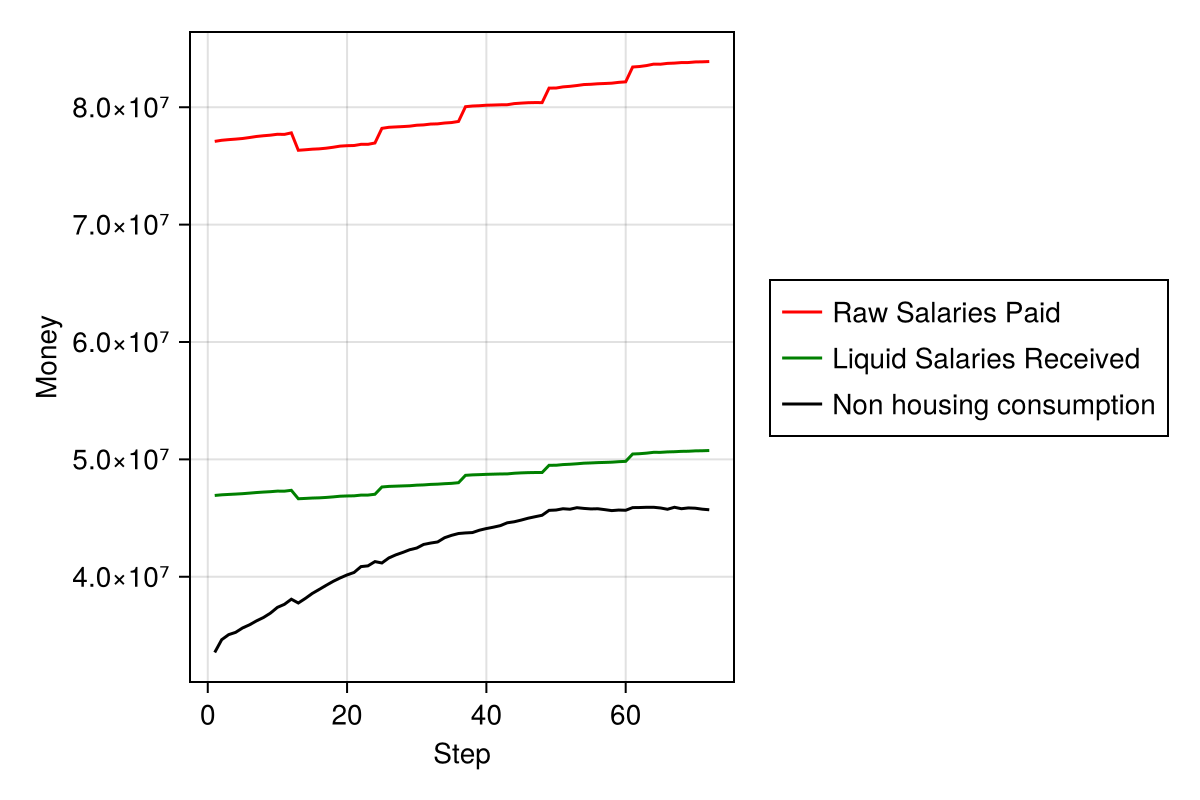 8.0×10⁷
7.0×10⁷
6.0×10⁷
5.0×10⁷
4.0×10⁷
Money
0 20 40 60
Step
Raw Salaries Paid
Liquid Salaries Received
Non housing consumption